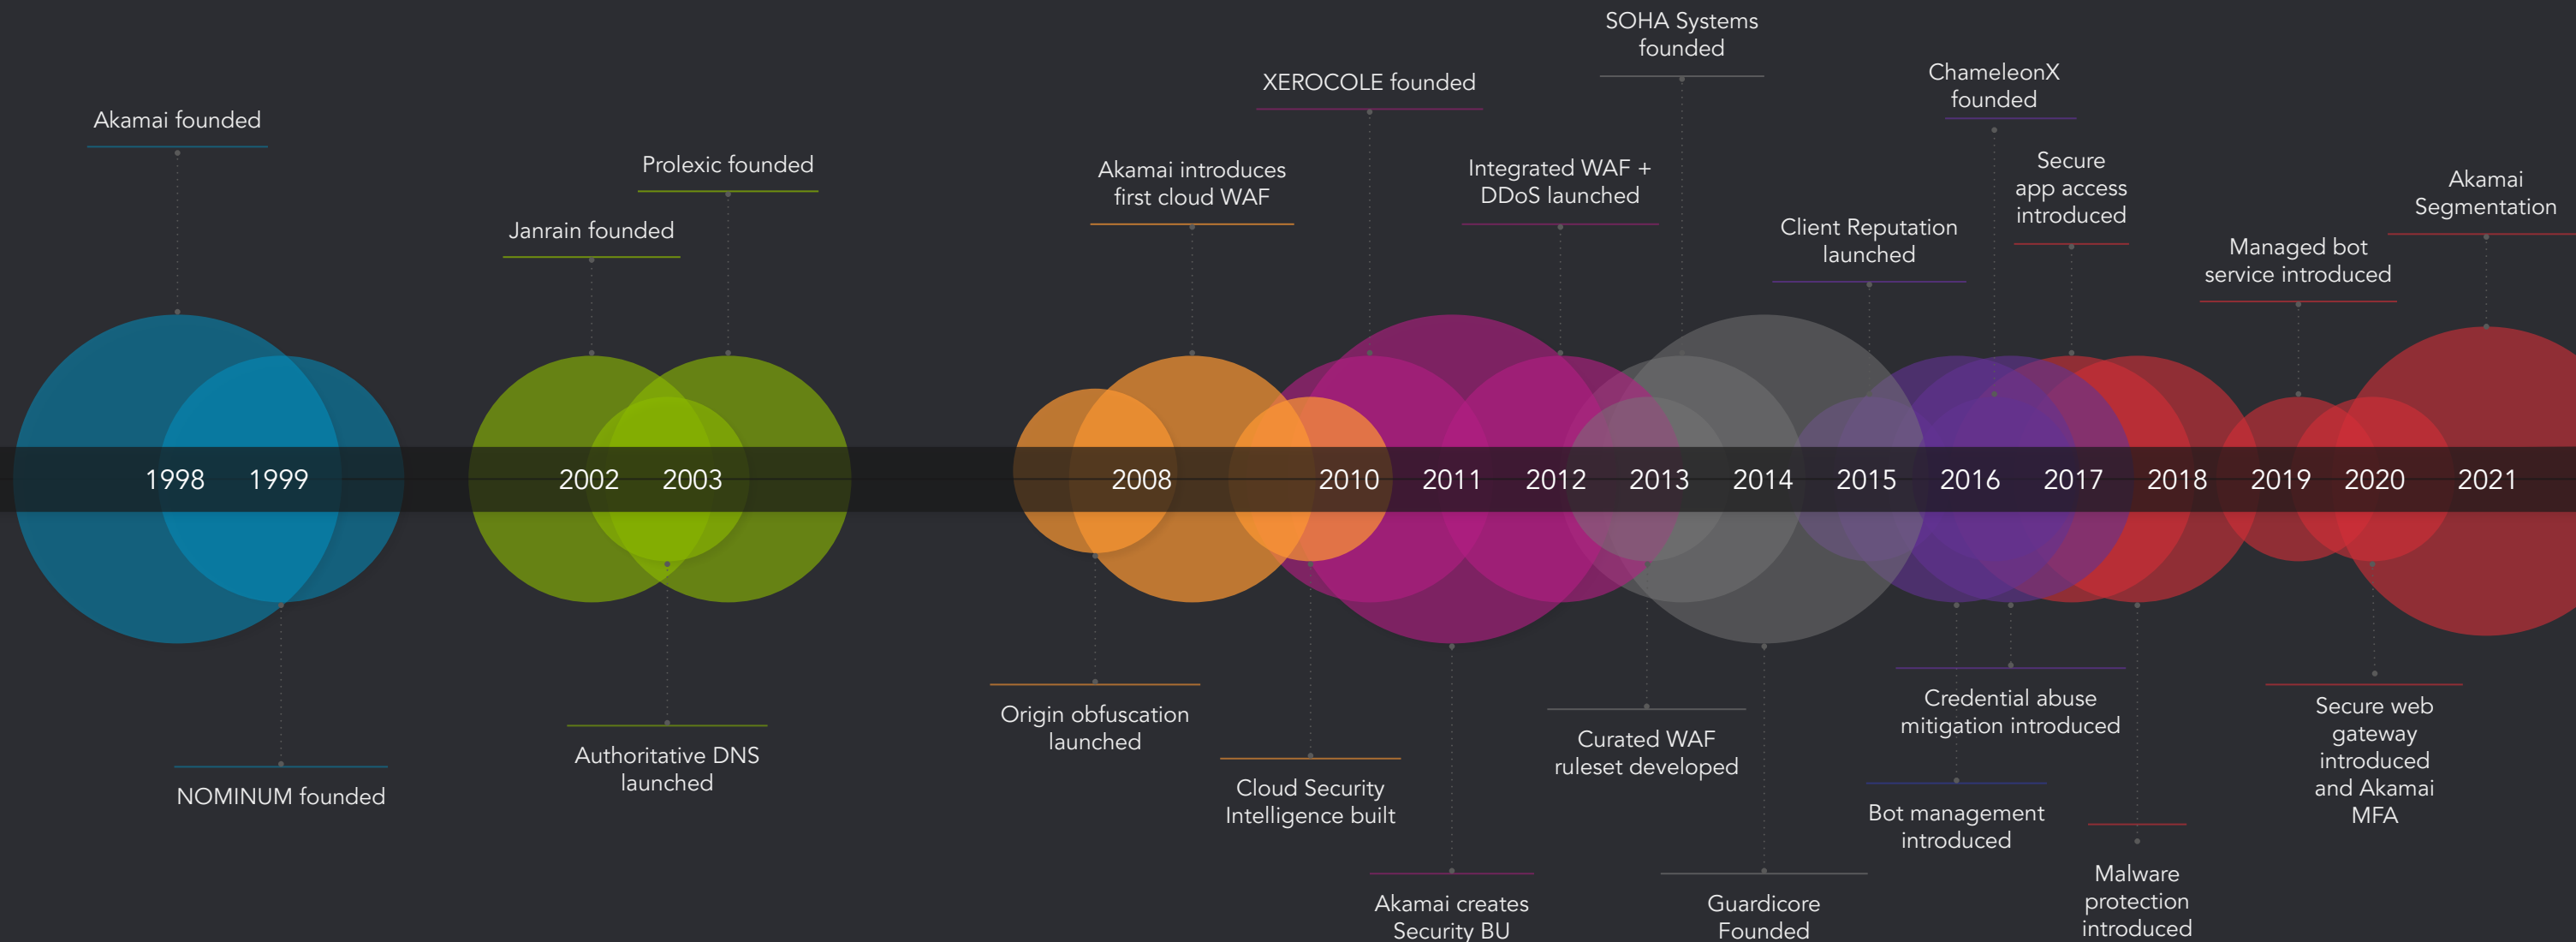 SOHA Systems
founded
XEROCOLE founded
ChameleonX
founded
Akamai founded
Prolexic founded
Akamai introduces
first cloud WAF
Integrated WAF +
DDoS launched
Secure
app access
introduced
Akamai
Segmentation
Janrain founded
Client Reputation
launched
Managed bot
service introduced
1998 1999 2002 2003 2008 2010 2011 2012 2013 2014 2015 2016 2017 2018 2019 2020 2021
NOMINUM founded
Authoritative DNS
launched
Origin obfuscation
launched
Cloud Security
Intelligence built
Akamai creates
Security BU
Curated WAF
ruleset developed
Guardicore
Founded
Credential abuse
mitigation introduced
Bot management
introduced
Malware
protection
introduced
Secure web
gateway
introduced
and Akamai
MFA